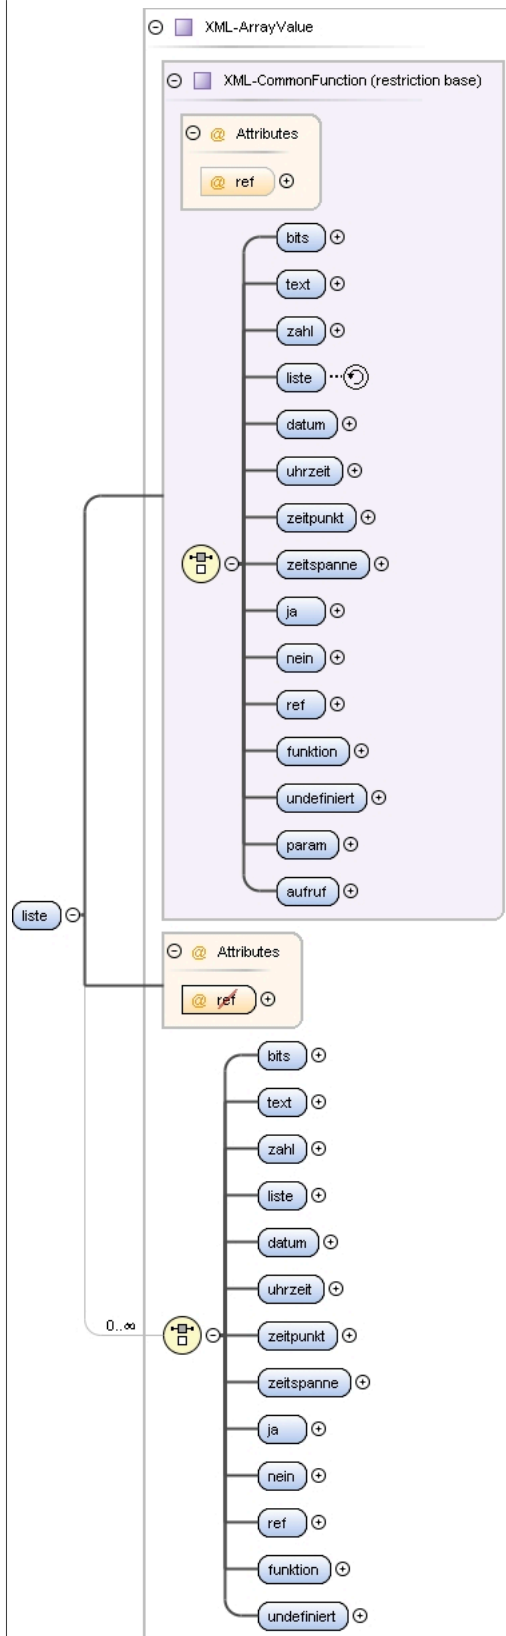 XML-ArrayValue
XML-CommonFunction (restriction base)
@ Attributes
@ ref
bits
text
zahl
liste
datum
uhrzeit
zeitpunkt
zeitspanne
ja
nein
ref
funktion
undefiniert
param
aufruf
liste
@ Attributes
@ ref
bits
text
zahl
liste
datum
uhrzeit
0..∞
zeitpunkt
zeitspanne
ja
nein
ref
funktion
undefiniert